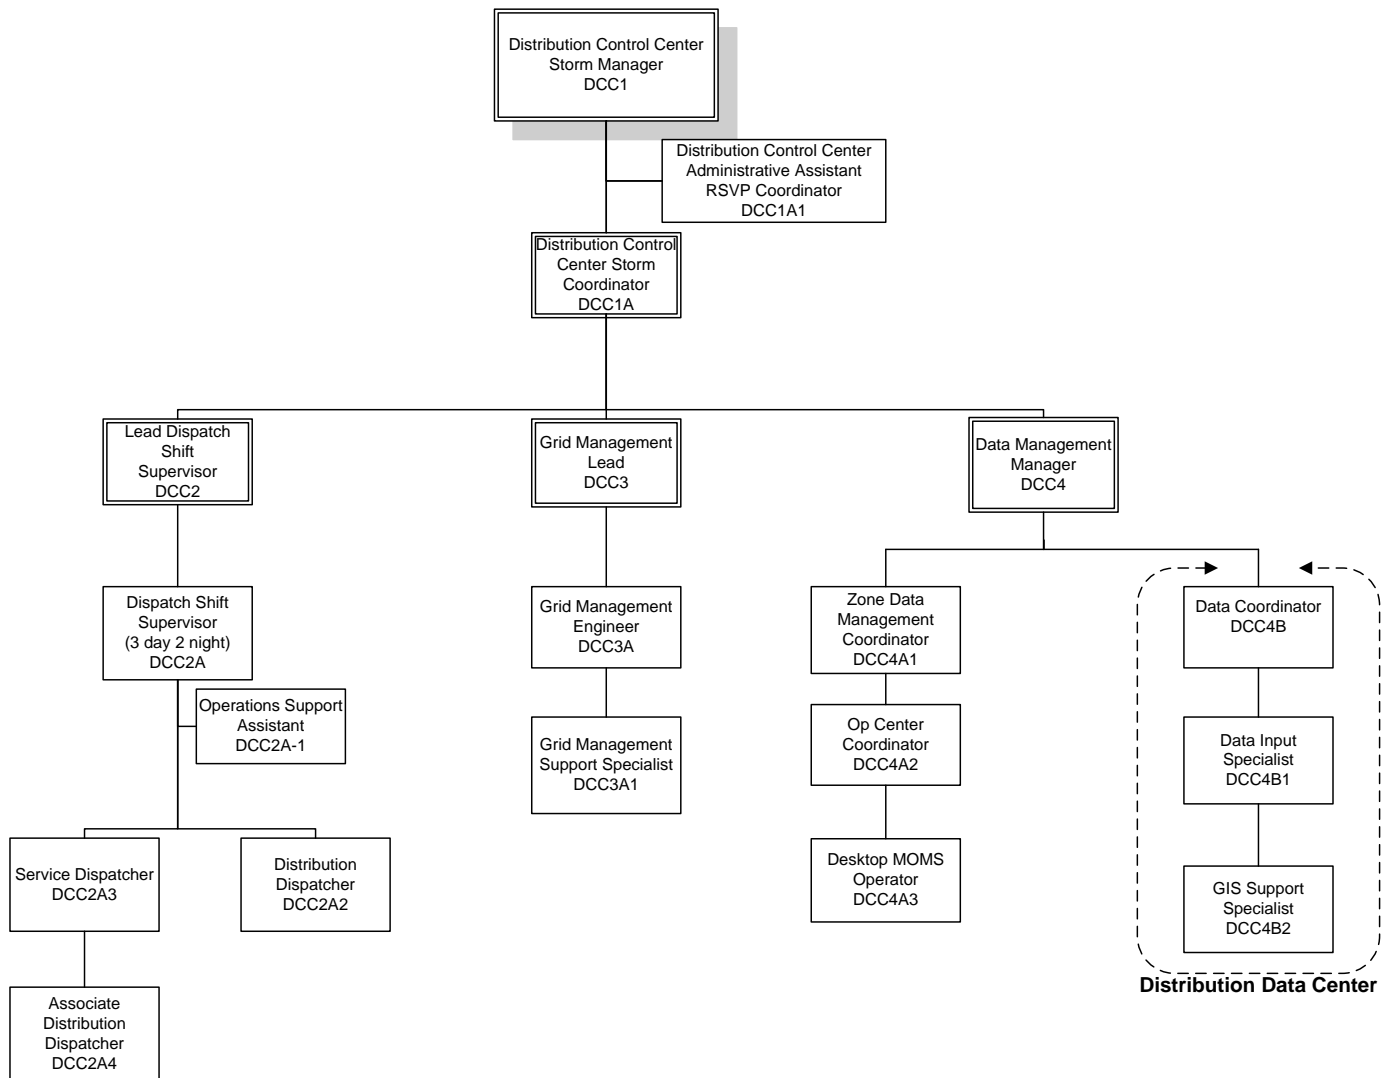 Distribution Control Center
Storm Manager
DCC1
Distribution Control Center
Administrative Assistant
RSVP Coordinator
DCC1A1
Distribution Control
Center Storm
Coordinator
DCC1A
Lead Dispatch
Shift
Supervisor
DCC2
Grid Management
Lead
DCC3
Data Management
Manager
DCC4
Dispatch Shift
Supervisor
(3 day 2 night)
DCC2A
Grid Management
Engineer
DCC3A
Zone Data
Management
Coordinator
DCC4A1
Data Coordinator
DCC4B
Operations Support
Assistant
DCC2A-1
Grid Management
Support Specialist
DCC3A1
Op Center
Coordinator
DCC4A2
Data Input
Specialist
DCC4B1
Service Dispatcher
DCC2A3
Distribution
Dispatcher
DCC2A2
Desktop MOMS
Operator
DCC4A3
GIS Support
Specialist
DCC4B2
Distribution Data Center
Associate
Distribution
Dispatcher
DCC2A4